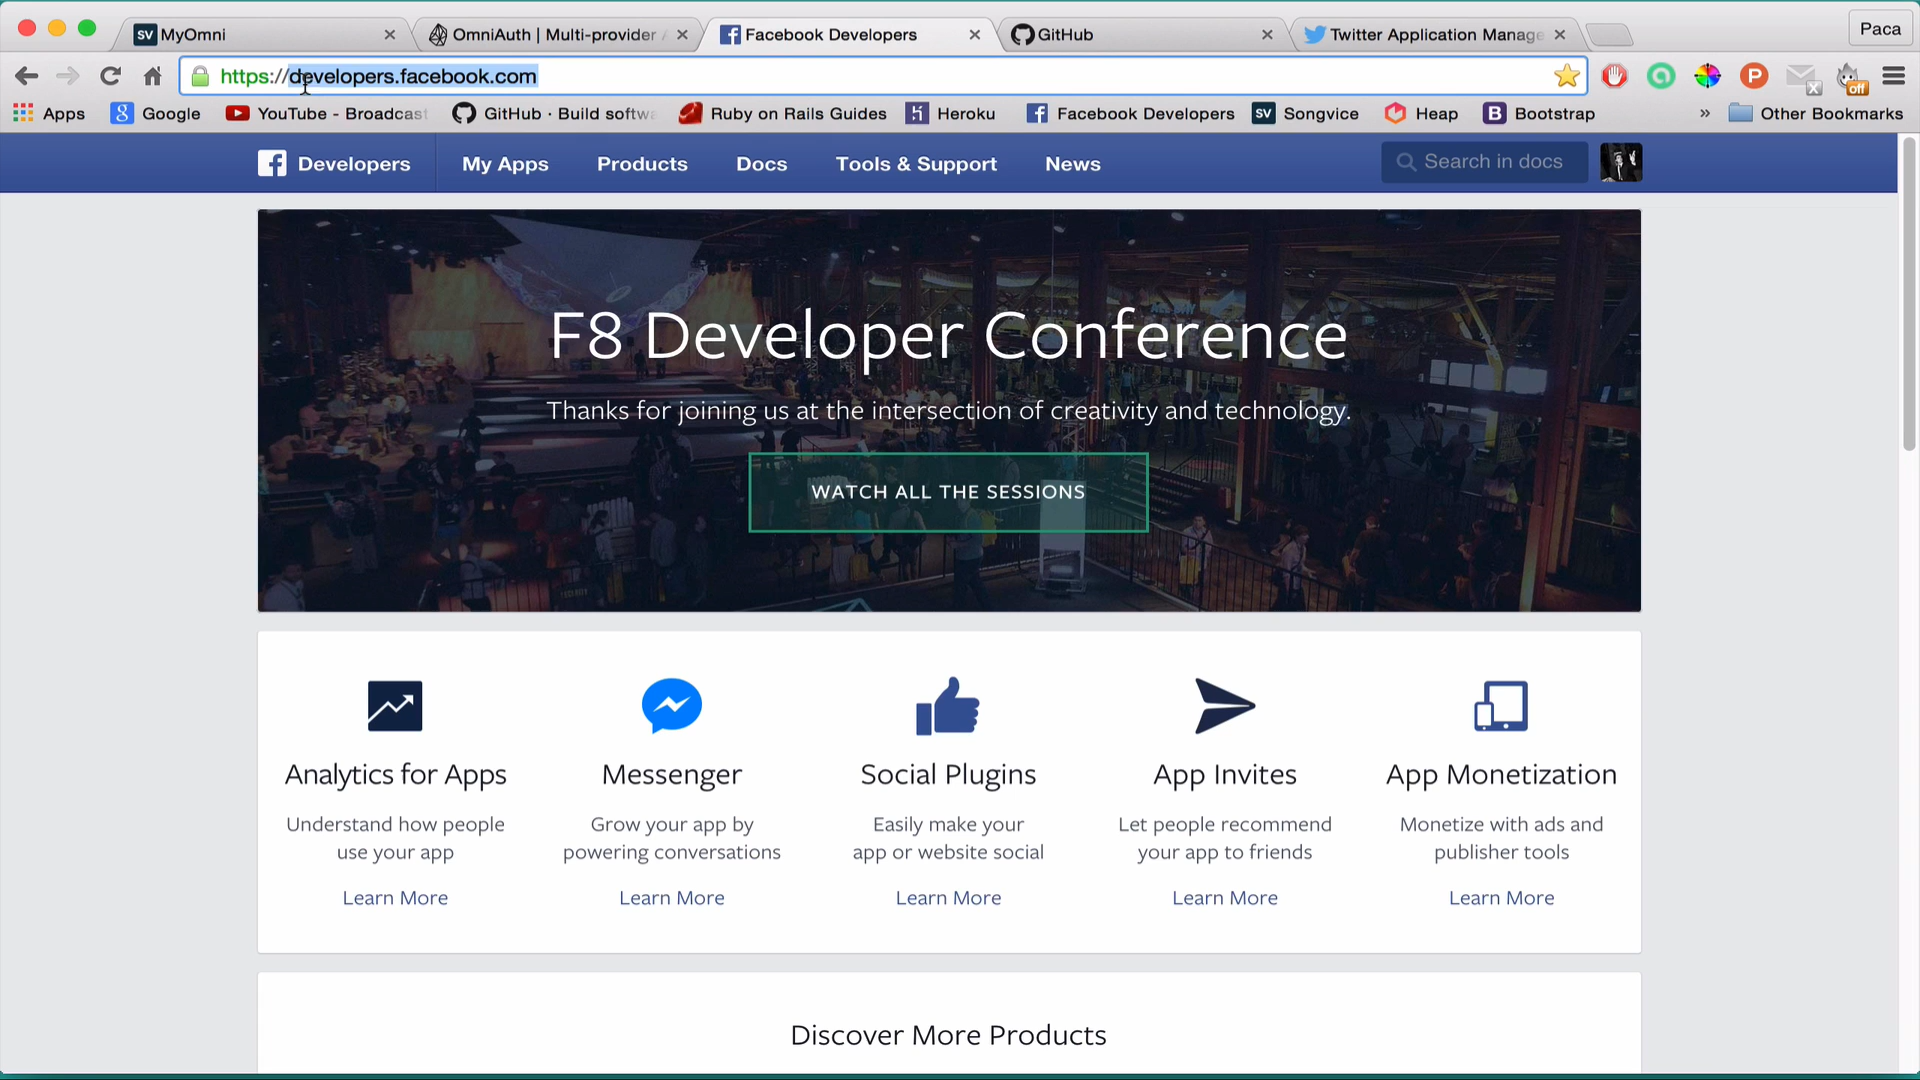 SV MyOmni
OmniAuth | Multi-provider
Facebook Developers
GitHub
Twitter Application Manage
Paca
https://developers.facebook.com
P
off
Apps
Google
YouTube - Broadcast
GitHub · Build softwa
Ruby on Rails Guides
Heroku
Facebook Developers
SV Songvice
Heap
B Bootstrap
»
Other Bookmarks
Developers
My Apps
Products
Docs
Tools & Support
News
Search in docs
F8 Developer Conference
Thanks for joining us at the intersection of creativity and technology.
WATCH ALL THE SESSIONS
Analytics for Apps
Understand how people
use your app
Learn More
Messenger
Grow your app by
powering conversations
Learn More
Social Plugins
Easily make your
app or website social
Learn More
App Invites
Let people recommend
your app to friends
Learn More
App Monetization
Monetize with ads and
publisher tools
Learn More
Discover More Products